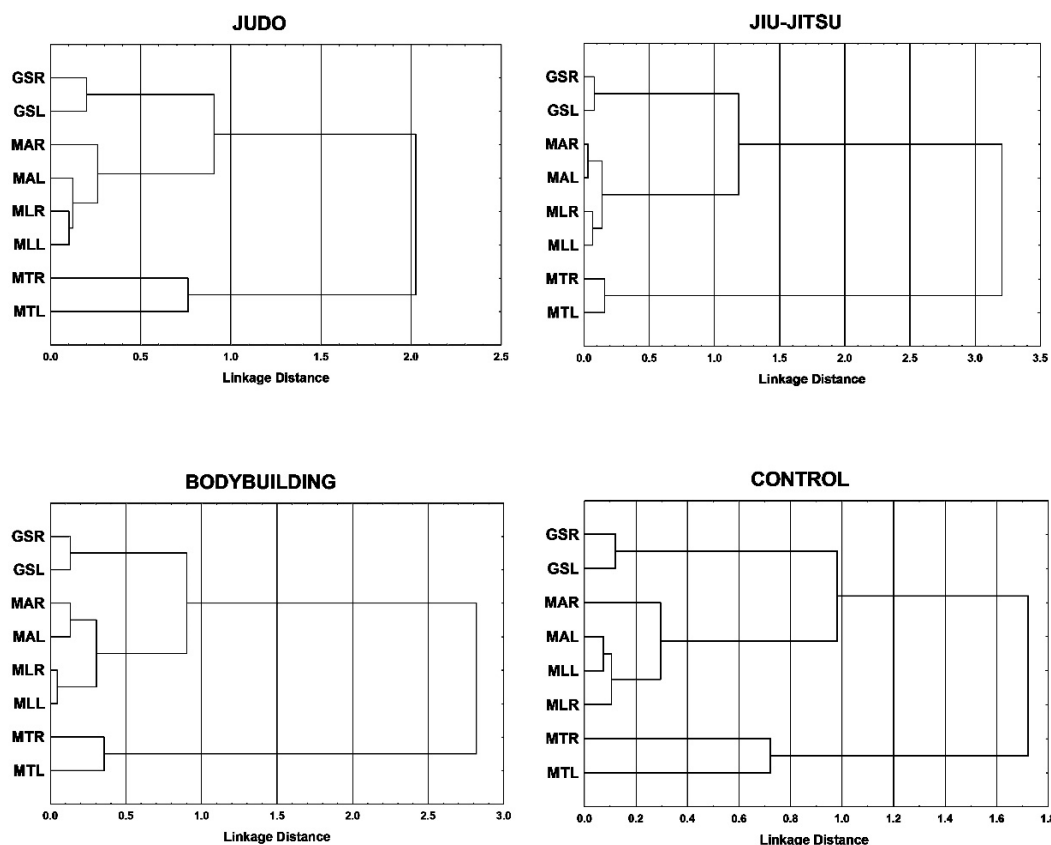 JUDO
GSR
GSL
MAR
MAL
MLR
MLL
MTR
MTL
0.0 0.5 1.0 1.5 2.0 2.5
Linkage Distance
JIU-JITSU
GSR
GSL
MAR
MAL
MLR
MLL
MTR
MTL
0.0 0.5 1.0 1.5 2.0 2.5 3.0 3.5
Linkage Distance
BODYBUILDING
GSR
GSL
MAR
MAL
MLR
MLL
MTR
MTL
0.0 0.5 1.0 1.5 2.0 2.5 3.0
Linkage Distance
CONTROL
GSR
GSL
MAR
MAL
MLL
MLR
MTR
MTL
0.0 0.2 0.4 0.6 0.8 1.0 1.2 1.4 1.6 1.8
Linkage Distance